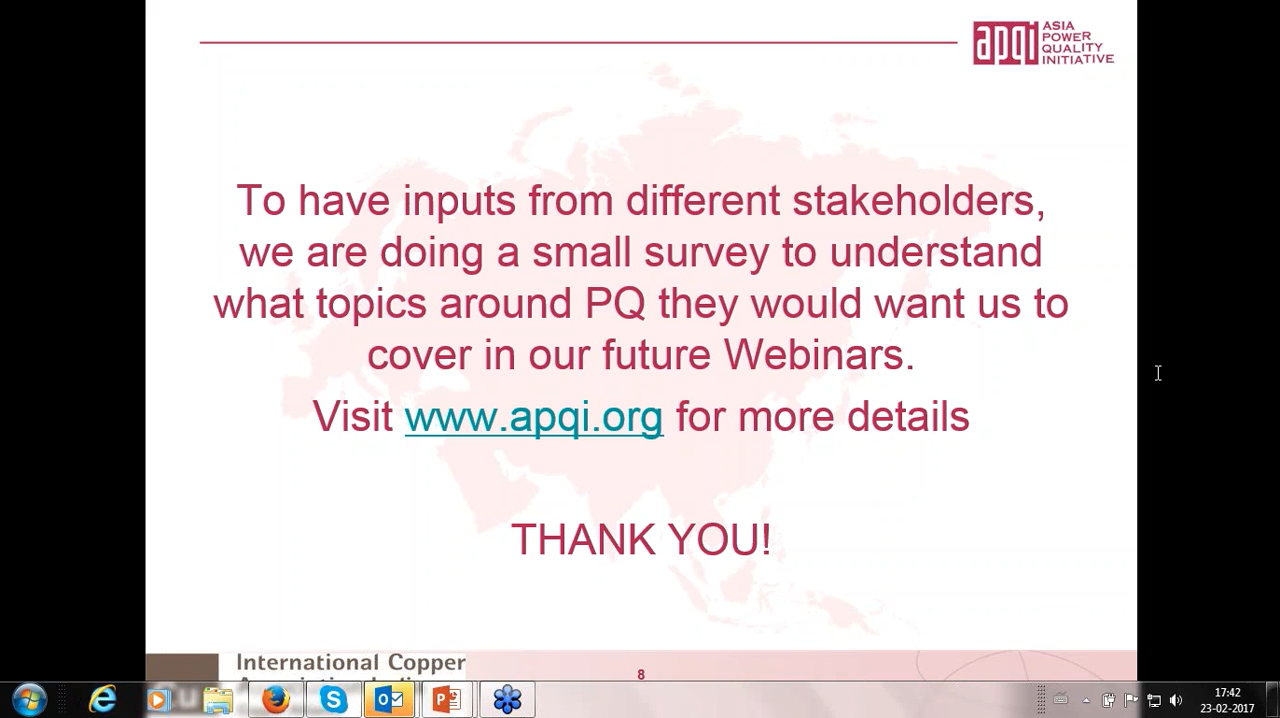 apqi
ASIA
POWER
QUALITY
INITIATIVE
To have inputs from different stakeholders,
we are doing a small survey to understand
what topics around PQ they would want us to
cover in our future Webinars.
Visit www.apqi.org for more details
THANK YOU!
International Copper
8
17:42
23-02-2017